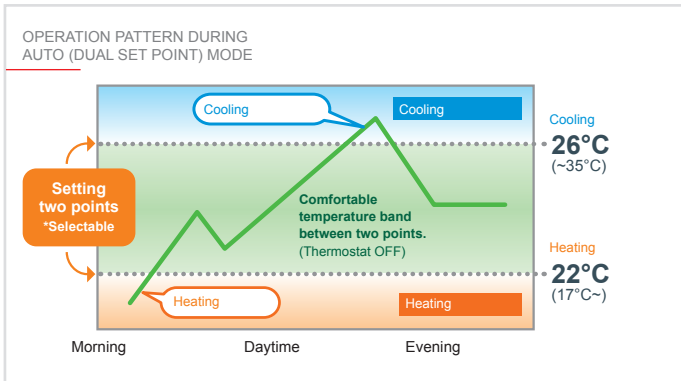 OPERATION PATTERN DURING
AUTO (DUAL SET POINT) MODE
Cooling
Cooling
Cooling
26°C
(~35°C)
Setting
two points
*Selectable
Comfortable
temperature band
between two points.
(Thermostat OFF)
Heating
22°C
(17°C~)
Heating
Heating
Morning
Daytime
Evening